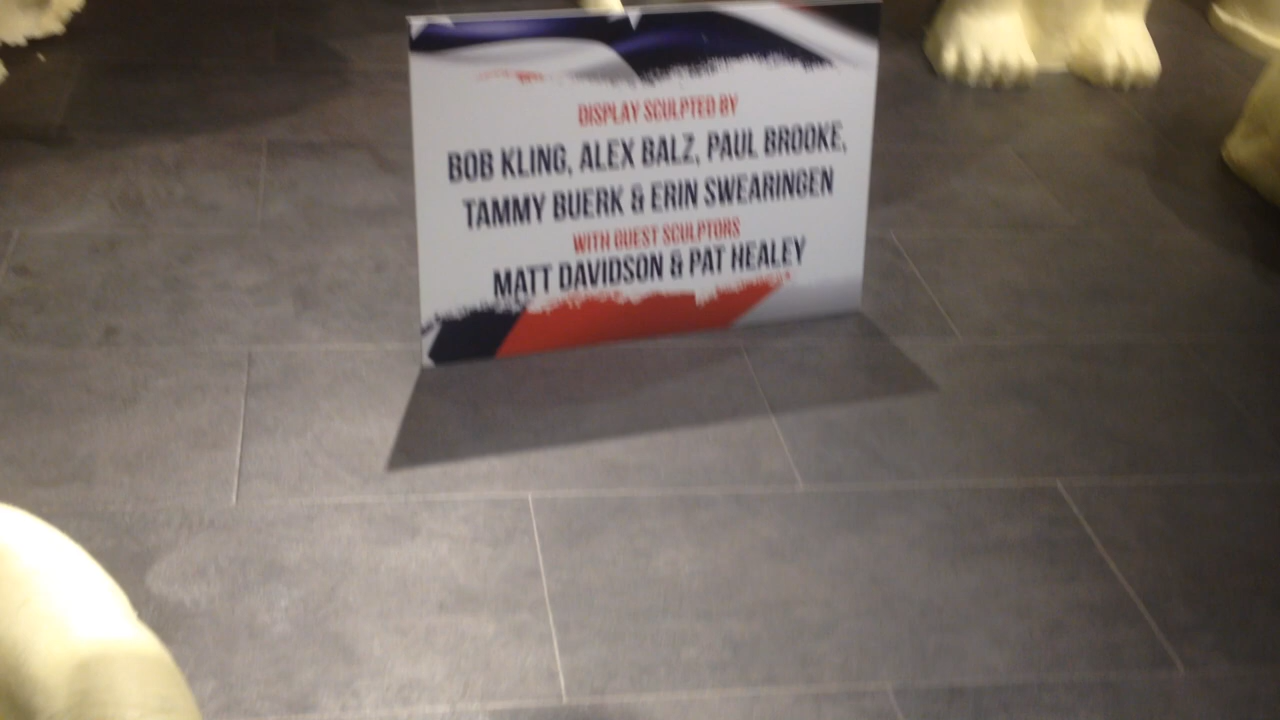 DISPLAY SCULPTED BY
BOB KLING, ALEX BALZ, PAUL BROOKE,
TAMMY BUERK & ERIN SWEARINGEN
WITH GUEST SCULPTORS
MATT DAVIDSON & PAT HEALEY